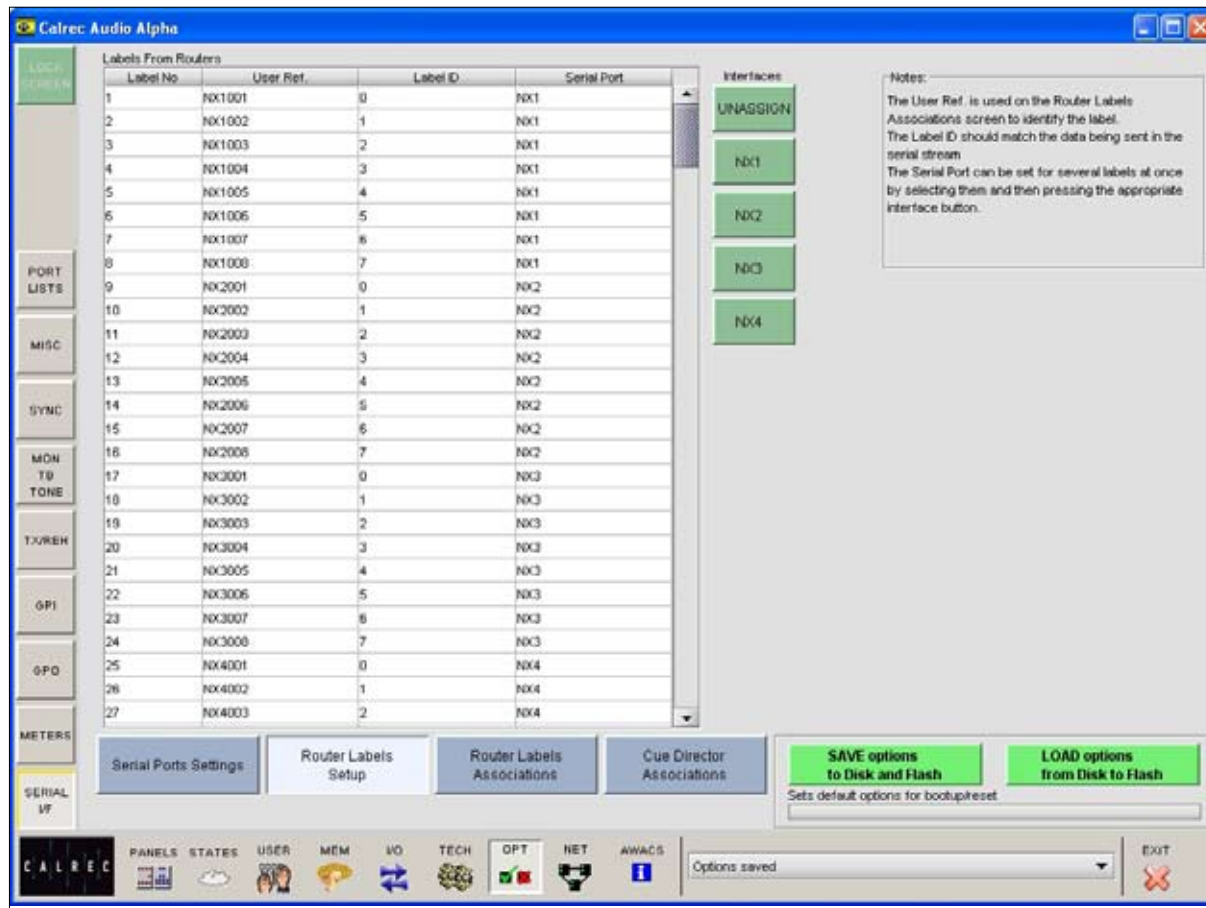 Calrec Audio Alpha
LOCK
SCREEN
Labels From Routers
Label No User Ref. Label ID Serial Port
1 NX1001 0 NX1
2 NX1002 1 NX1
3 NX1003 2 NX1
4 NX1004 3 NX1
5 NX1005 4 NX1
6 NX1006 5 NX1
7 NX1007 6 NX1
8 NX1008 7 NX1
9 NX2001 0 NX2
10 NX2002 1 NX2
11 NX2003 2 NX2
12 NX2004 3 NX2
13 NX2005 4 NX2
14 NX2006 5 NX2
15 NX2007 6 NX2
16 NX2008 7 NX2
17 NX3001 0 NX3
18 NX3002 1 NX3
19 NX3003 2 NX3
20 NX3004 3 NX3
21 NX3005 4 NX3
22 NX3006 5 NX3
23 NX3007 6 NX3
24 NX3008 7 NX3
25 NX4001 0 NX4
26 NX4002 1 NX4
27 NX4003 2 NX4
Interfaces
UNASSIGN
NX1
NX2
NX3
NX4
Notes:
The User Ref. is used on the Router Labels
Associations screen to identify the label.
The Label ID should match the data being sent in the
serial stream
The Serial Port can be set for several labels at once
by selecting them and then pressing the appropriate
interface button.
PORT
LISTS
MISC
SYNC
MON
TB
TONE
TX/REH
GPI
GPO
METERS
SERIAL
I/F
Serial Ports Settings
Router Labels
Setup
Router Labels
Associations
Cue Director
Associations
SAVE options
to Disk and Flash
LOAD options
from Disk to Flash
Sets default options for bootup/reset
CALREC
PANELS STATES USER MEM I/O TECH OPT NET AWACS
Options saved
EXIT